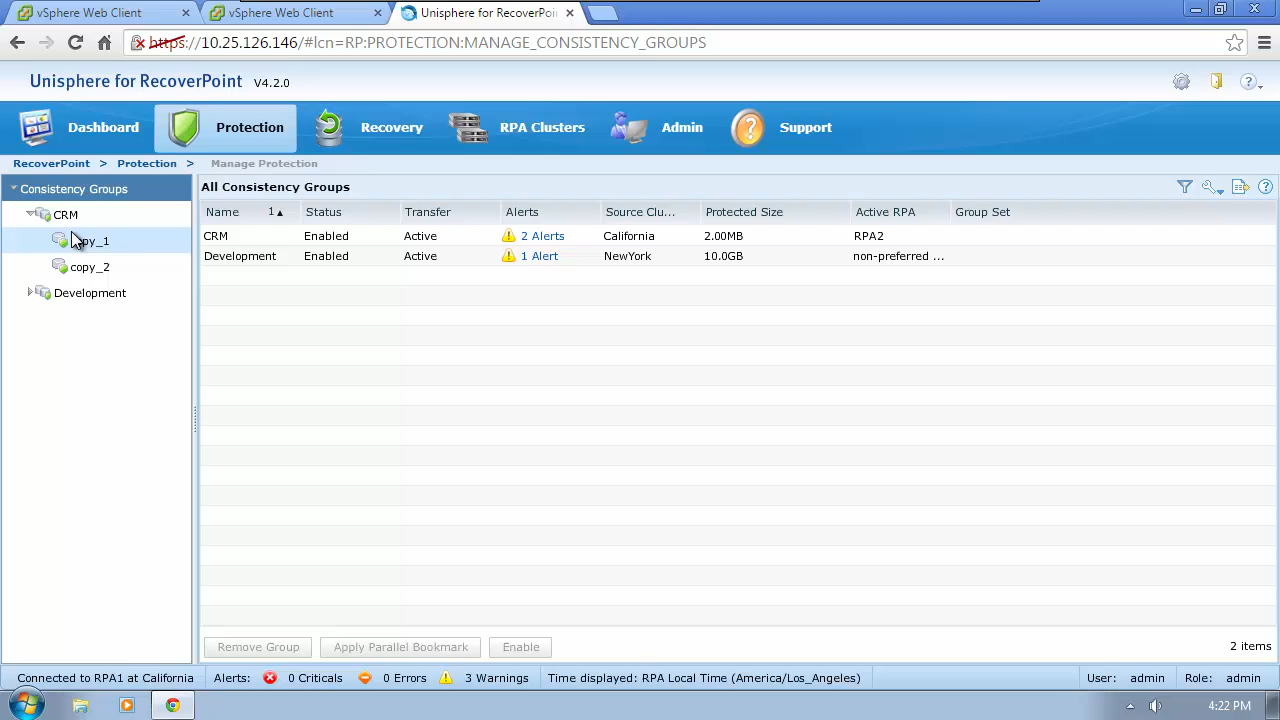 vSphere Web Client
vSphere Web Client
Unisphere for RecoverPoi
https://10.25.126.146/#lcn=RP:PROTECTION:MANAGE_CONSISTENCY_GROUPS
Unisphere for RecoverPoint V4.2.0
Dashboard
Protection
Recovery
RPA Clusters
Admin
Support
RecoverPoint > Protection > Manage Protection
Consistency Groups
CRM
py_1
copy_2
Development
All Consistency Groups
Name 1 Status Transfer Alerts Source Clu... Protected Size Active RPA Group Set
CRM Enabled Active 2 Alerts California 2.00MB RPA2
Development Enabled Active 1 Alert NewYork 10.0GB non-preferred ...
Remove Group Apply Parallel Bookmark Enable 2 items
Connected to RPA1 at California Alerts: 0 Criticals 0 Errors 3 Warnings Time displayed: RPA Local Time (America/Los_Angeles) User: admin Role: admin
4:22 PM